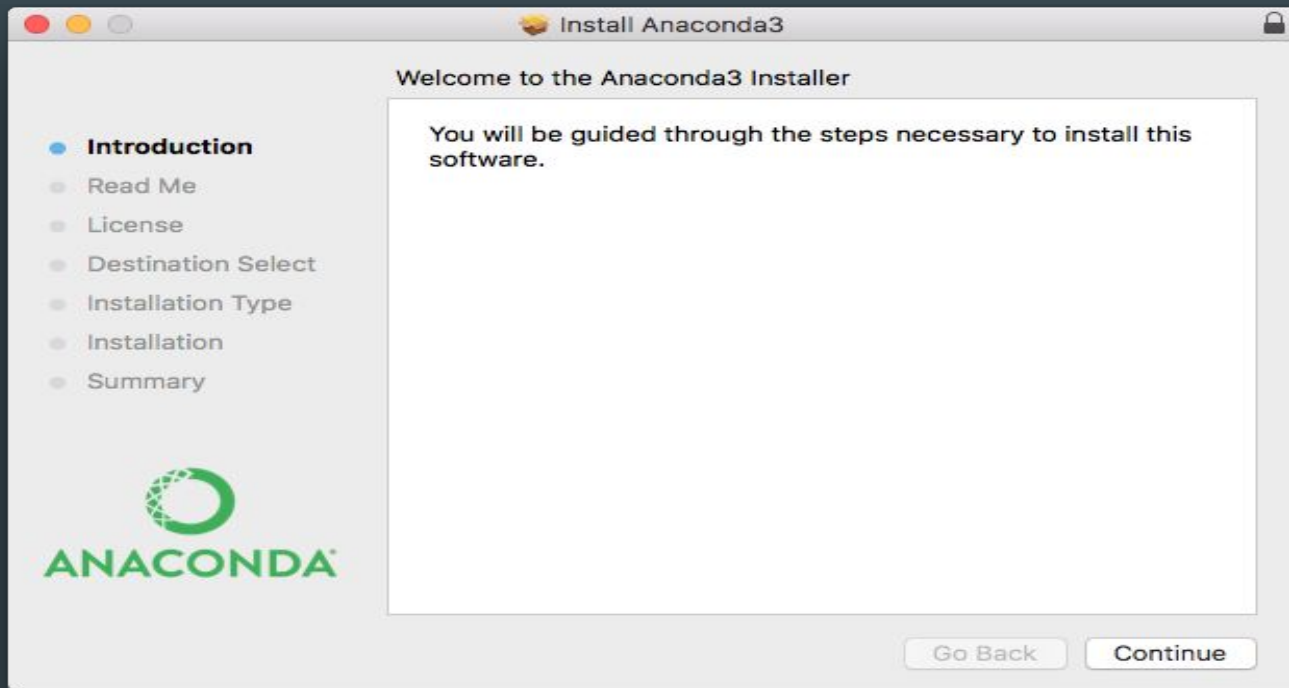 Install Anaconda3
Welcome to the Anaconda3 Installer
Introduction
Read Me
License
Destination Select
Installation Type
Installation
Summary
You will be guided through the steps necessary to install this
software.
ANACONDA
Go Back
Continue